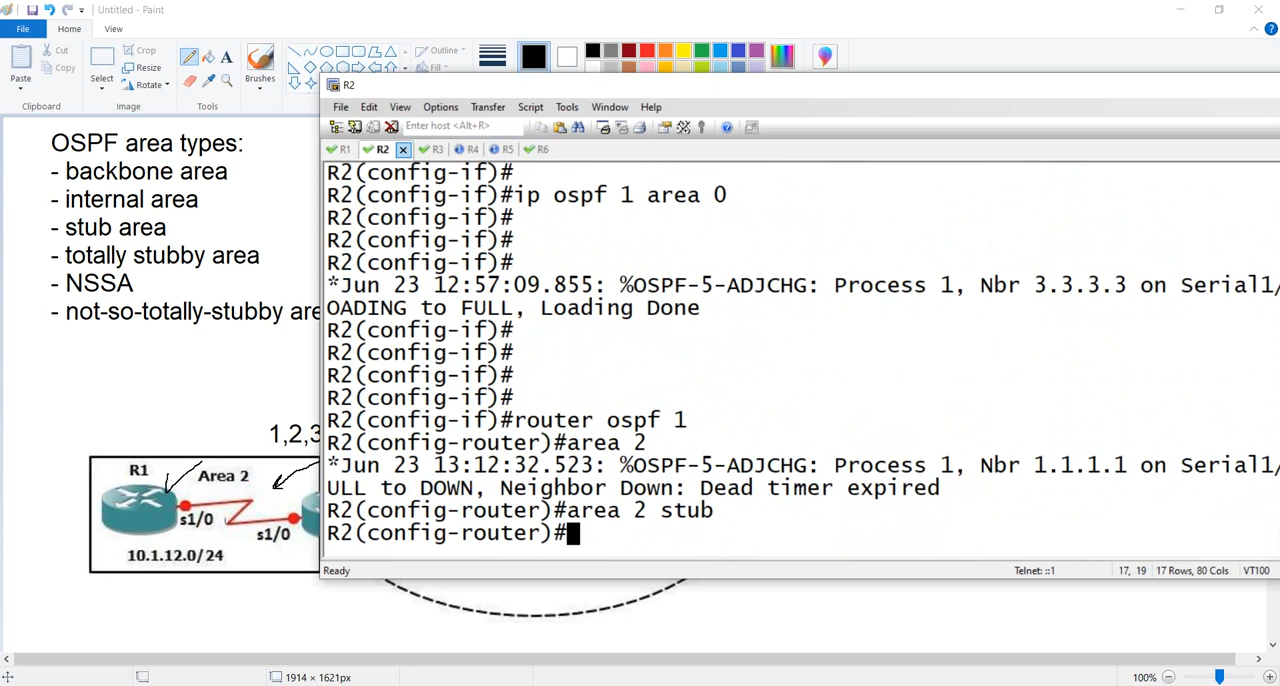 Untitled - Paint
File
Home
View
Paste
Cut
Copy
Clipboard
Select
Crop
Resize
Rotate
Image
A
Tools
Brushes
Outline
Fill
R2
File Edit View Options Transfer Script Tools Window Help
Enter host <Alt+R>
R1 R2 R3 R4 R5 R6
OSPF area types:
- backbone area
- internal area
- stub area
- totally stubby area
- NSSA
- not-so-totally-stubby are
R2(config-if)#
R2(config-if)#ip ospf 1 area 0
R2(config-if)#
R2(config-if)#
R2(config-if)#
*Jun 23 12:57:09.855: %OSPF-5-ADJCHG: Process 1, Nbr 3.3.3.3 on Serial1/
OADING to FULL, Loading Done
R2(config-if)#
R2(config-if)#
R2(config-if)#
R2(config-if)#
R2(config-if)#router ospf 1
R2(config-router)#area 2
*Jun 23 13:12:32.523: %OSPF-5-ADJCHG: Process 1, Nbr 1.1.1.1 on Serial1/
ULL to DOWN, Neighbor Down: Dead timer expired
R2(config-router)#area 2 stub
R2(config-router)#
Ready
Telnet: ::1
17, 19
17 Rows, 80 Cols
VT100
1,2,3
R1
Area 2
s1/0
s1/0
10.1.12.0/24
1914 × 1621px
100%